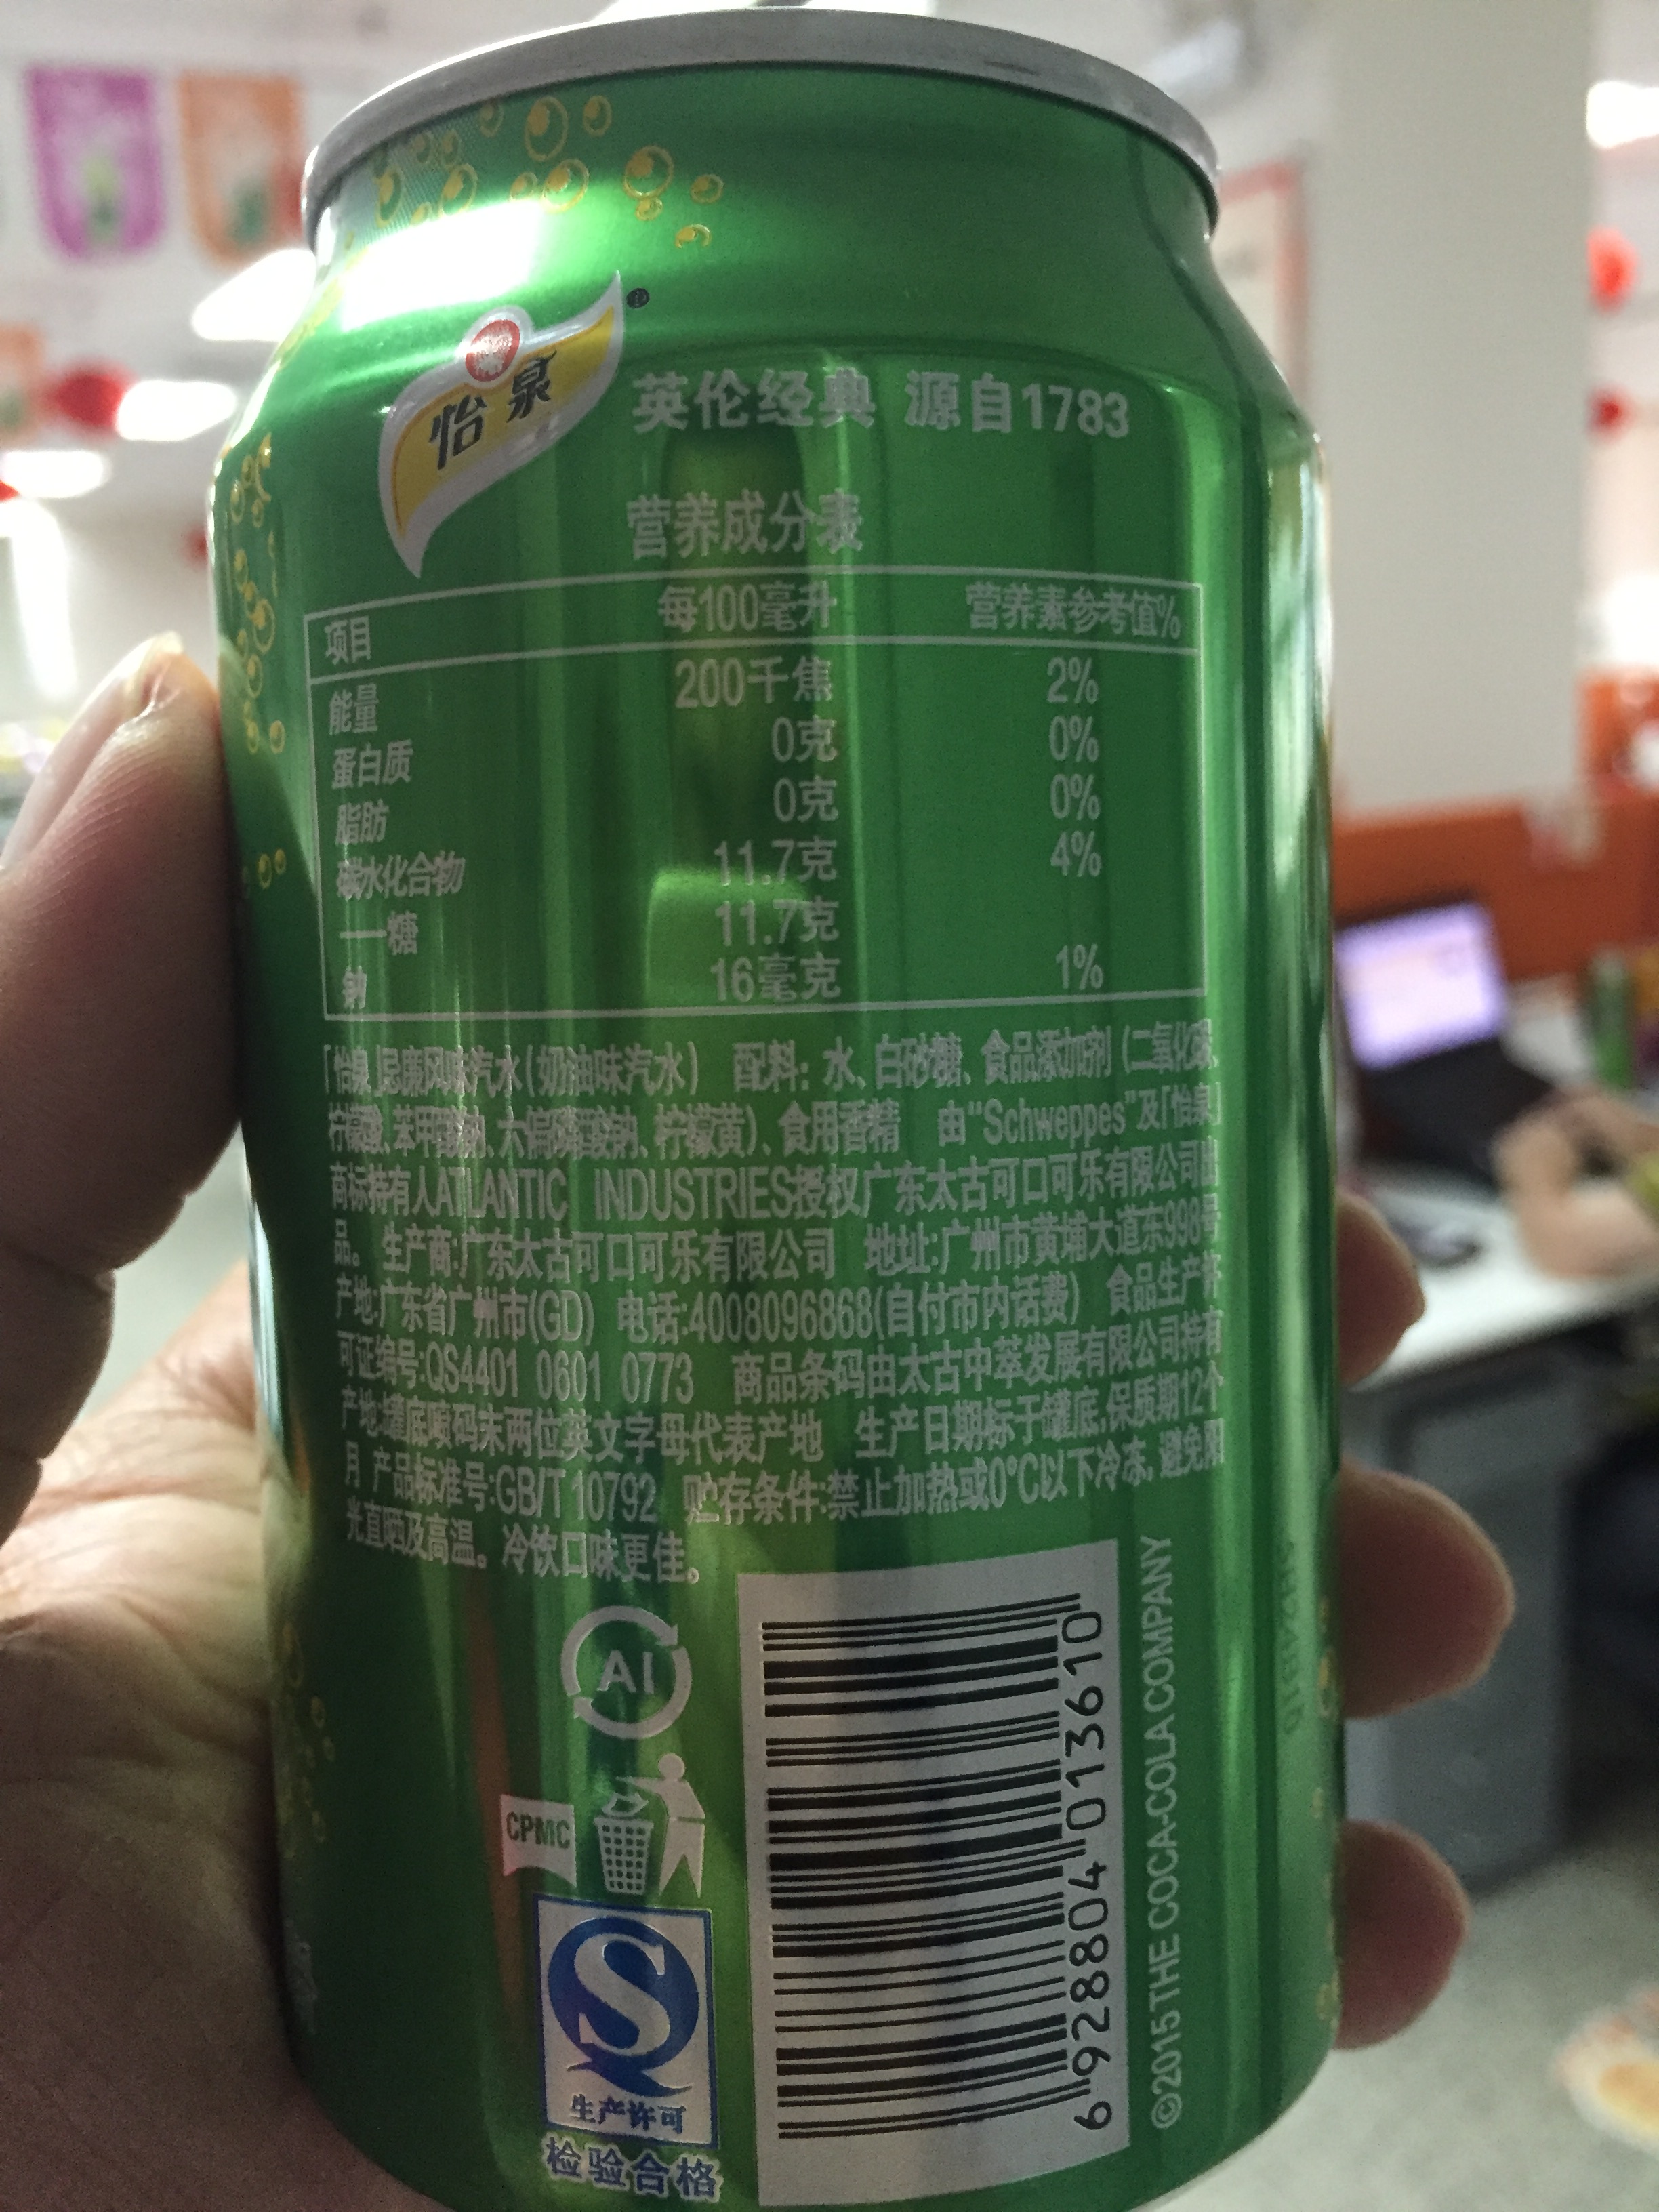 怡泉
英伦经典 源自1783
营养成分表
项目 每100毫升 营养素参考值%
能量 200千焦 2%
蛋白质 0克 0%
脂肪 0克 0%
碳水化合物 11.7克 4%
——糖 11.7克
钠 16毫克 1%
「怡泉」忌廉风味汽水(奶油味汽水) 配料: 水、白砂糖、食品添加剂(二氧化碳、
柠檬酸、苯甲酸钠、六偏磷酸钠、柠檬黄)、食用香精 由“Schweppes”及「怡泉」
商标持有人ATLANTIC INDUSTRIES授权广东太古可口可乐有限公司出
品。 生产商:广东太古可口可乐有限公司 地址:广州市黄埔大道东998号
产地:广东省广州市(GD) 电话:4008096868(自付市内话费) 食品生产许
可证编号:QS4401 0601 0773 商品条码由太古中萃发展有限公司持有
产地:罐底喷码末两位英文字母代表产地 生产日期标于罐底,保质期12个
月 产品标准号:GB/T 10792 贮存条件:禁止加热或0°C以下冷冻, 避免阳
光直晒及高温。冷饮口味更佳。
Al
CPMC
生产许可
检验合格
6928804013610
©2015 THE COCA-COLA COMPANY